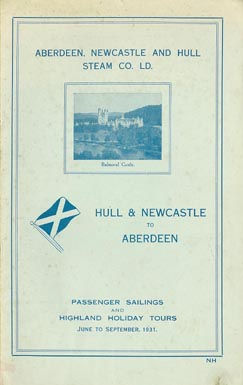 ABERDEEN, NEWCASTLE AND HULL
STEAM CO. LD.
Balmoral Castle.
HULL & NEWCASTLE
TO
ABERDEEN
PASSENGER SAILINGS
AND
HIGHLAND HOLIDAY TOURS
JUNE TO SEPTEMBER, 1931.
NH